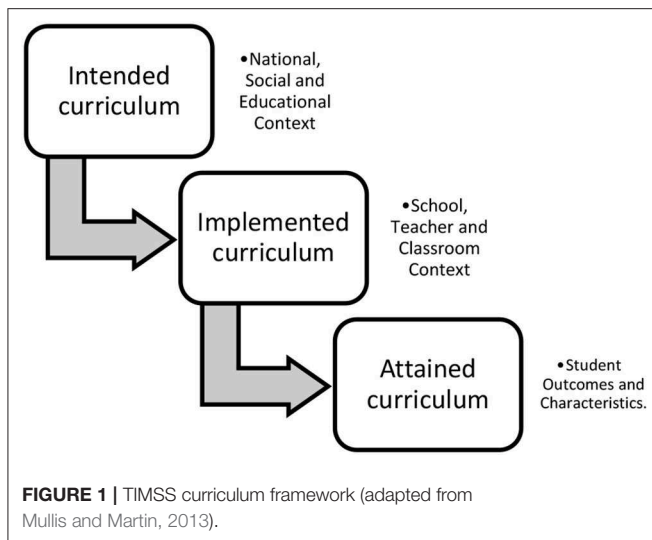 Intended
curriculum
•National,
Social and
Educational
Context
Implemented
curriculum
•School,
Teacher and
Classroom
Context
Attained
curriculum
•Student
Outcomes and
Characteristics.
FIGURE 1 | TIMSS curriculum framework (adapted from
Mullis and Martin, 2013).